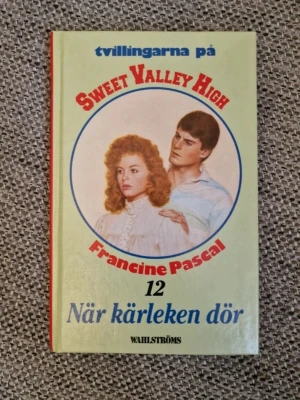 tvillingarna på
SWEET VALLEY HIGH
Francine Pascal
12
När kärleken dör
WAHLSTRÖMS